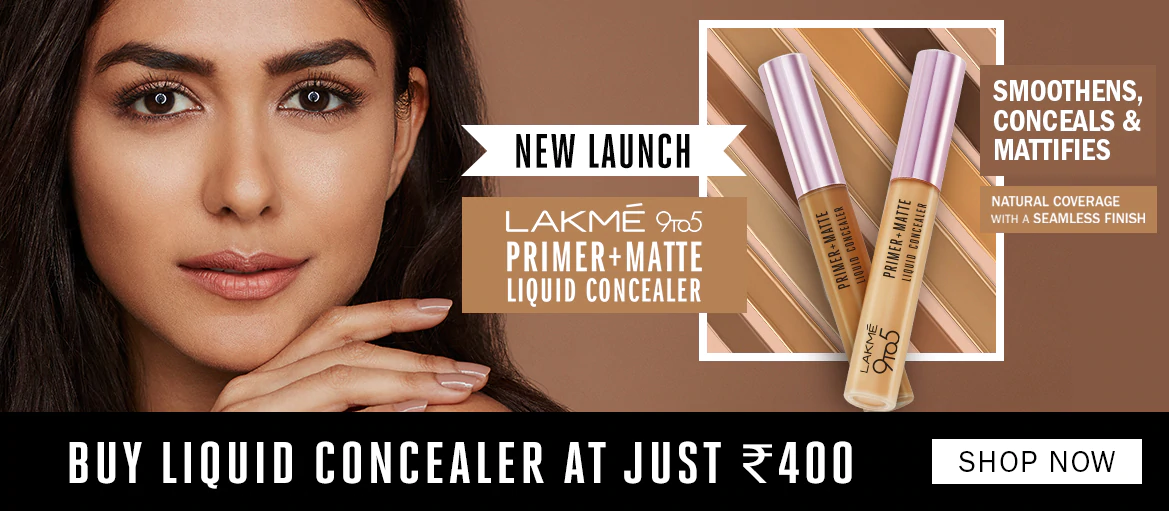 NEW LAUNCH
LAKMÉ 9TO5
PRIMER+MATTE
LIQUID CONCEALER
PRIMER+MATTE
LIQUID CONCEALER
PRIMER+MATTE
LIQUID CONCEALER
LAKMÉ
9TO5
SMOOTHENS,
CONCEALS &
MATTIFIES
NATURAL COVERAGE
WITH A SEAMLESS FINISH
BUY LIQUID CONCEALER AT JUST ₹400
SHOP NOW